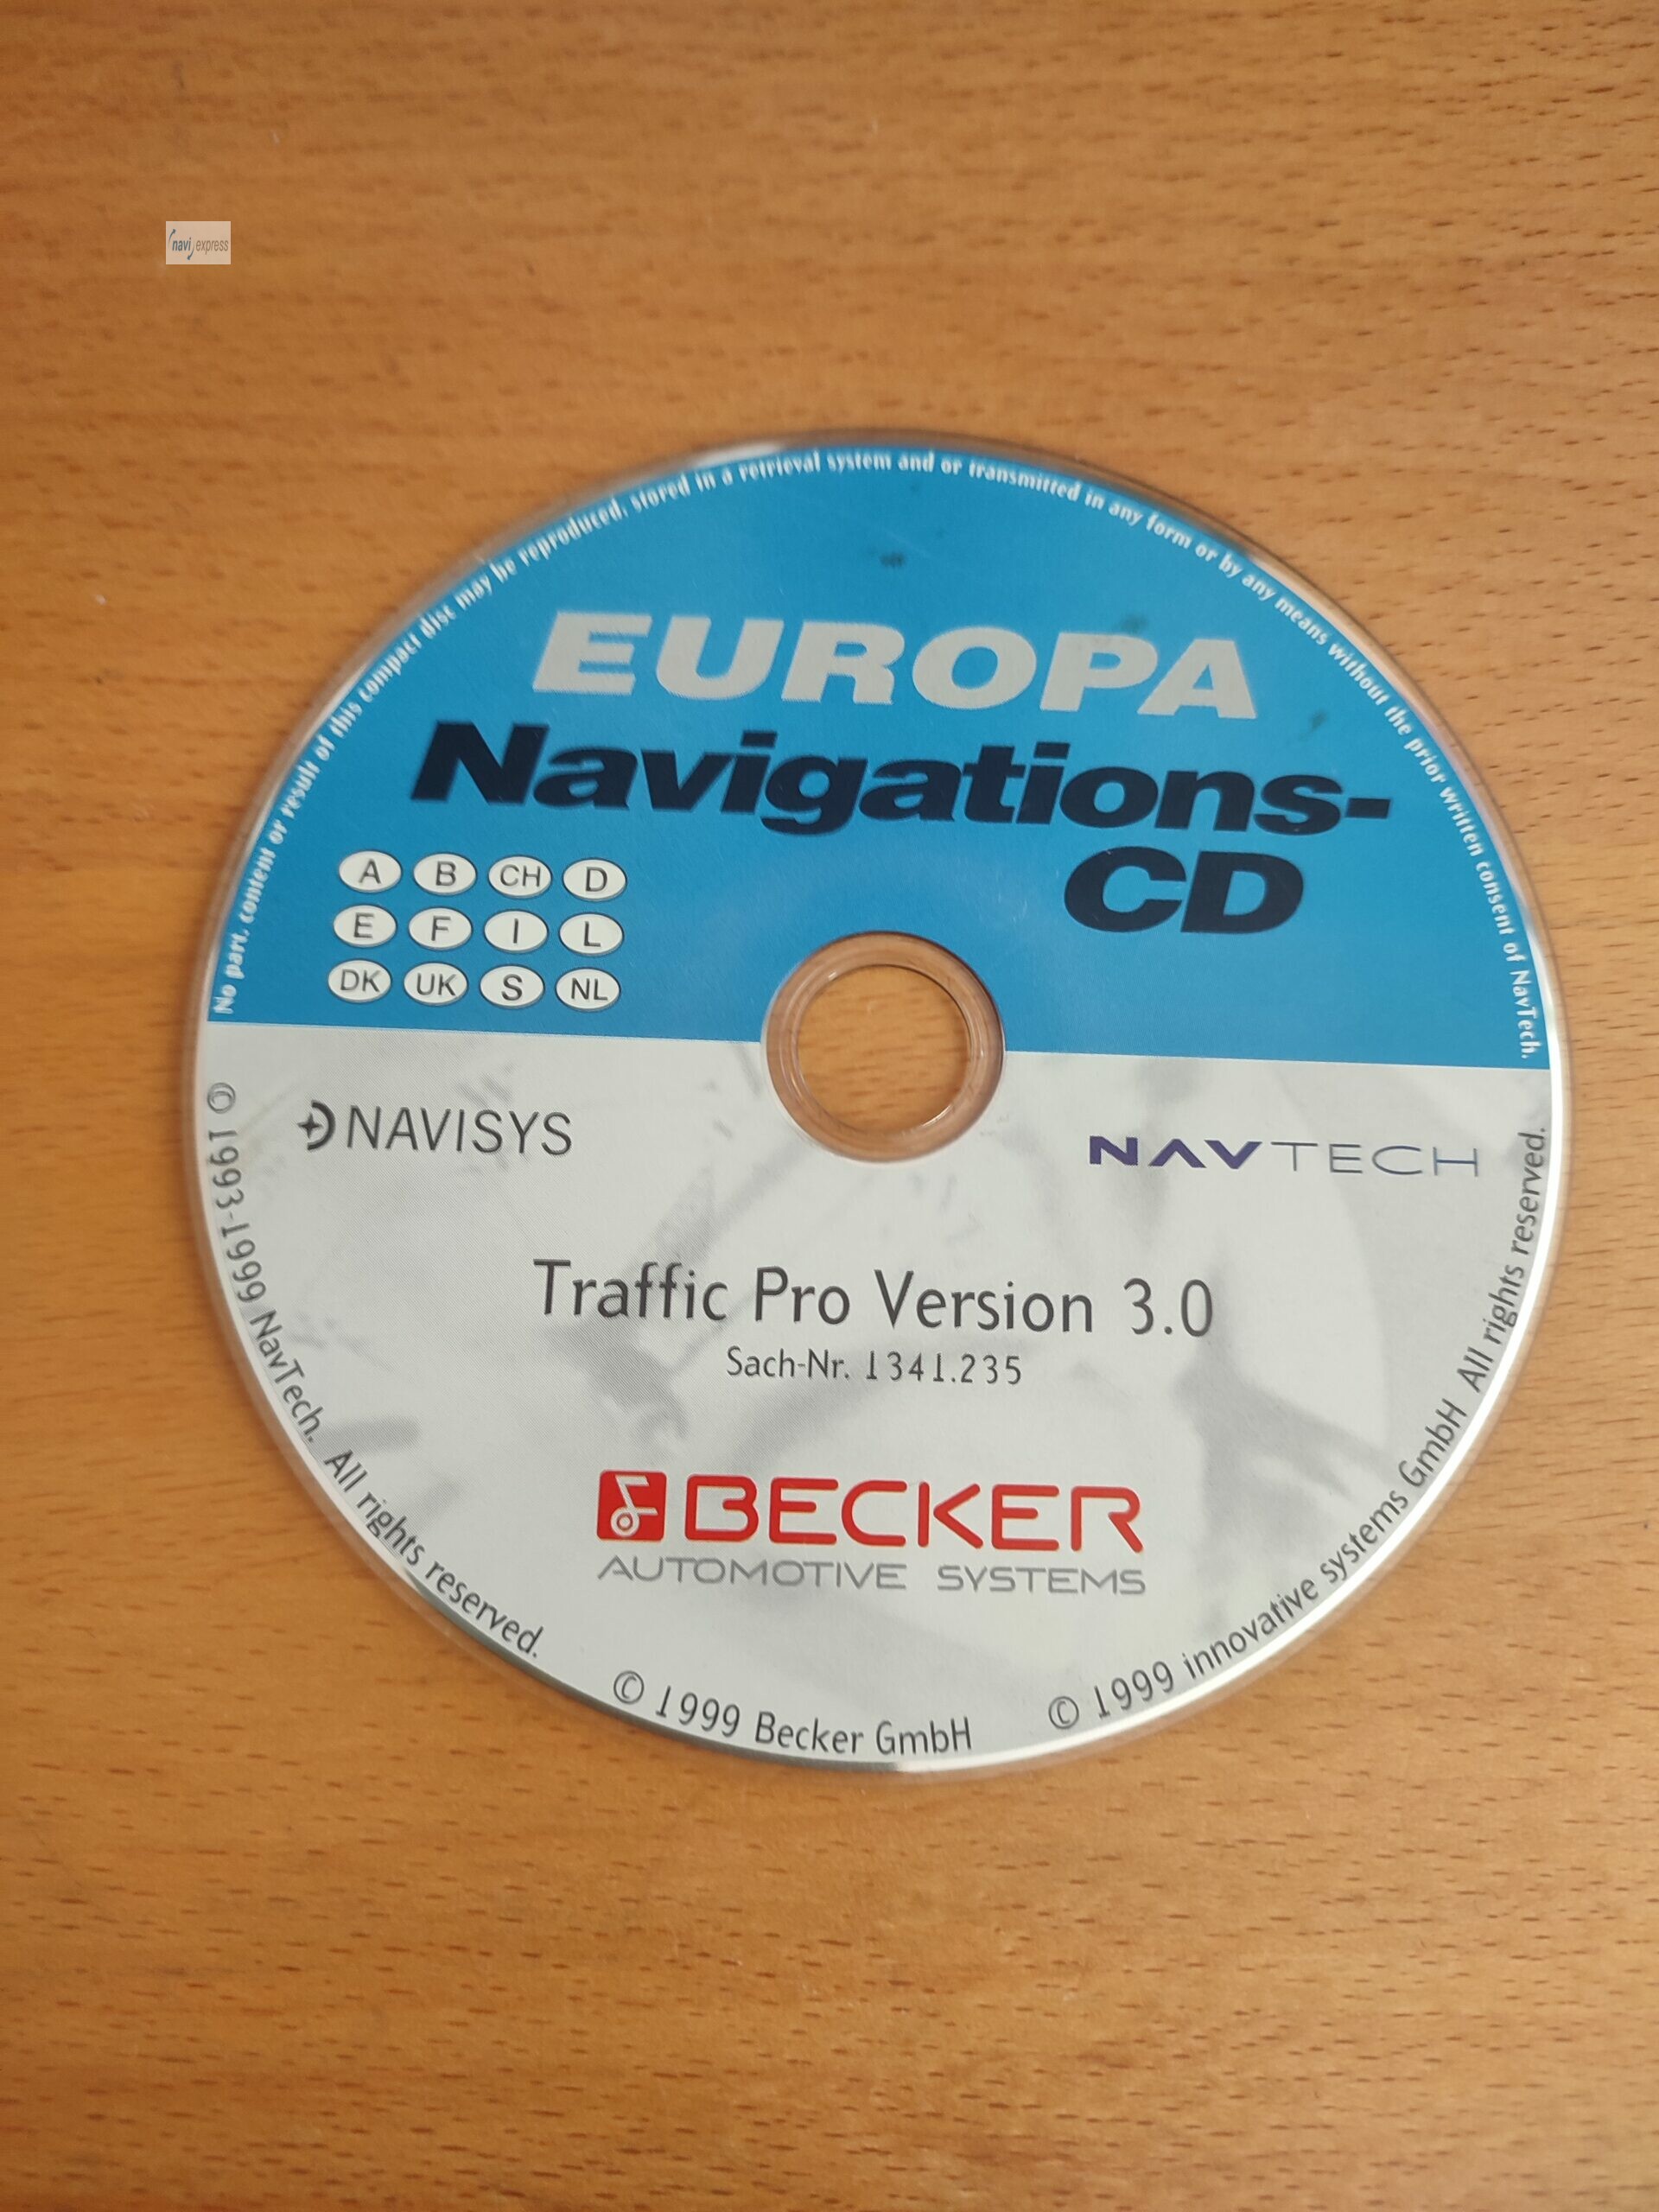 navi express
No part, content or result of this compact disc may be reproduced, stored in a retrieval system and or transmitted in any form or by any means without the prior written consent of NavTech.
EUROPA
Navigations-
CD
A B CH D
E F I L
DK UK S NL
NAVISYS
NAVTECH
Traffic Pro Version 3.0
Sach-Nr. 1341.235
BECKER
AUTOMOTIVE SYSTEMS
© 1993-1999 NavTech. All rights reserved.
© 1999 Becker GmbH
© 1999 innovative systems GmbH All rights reserved.